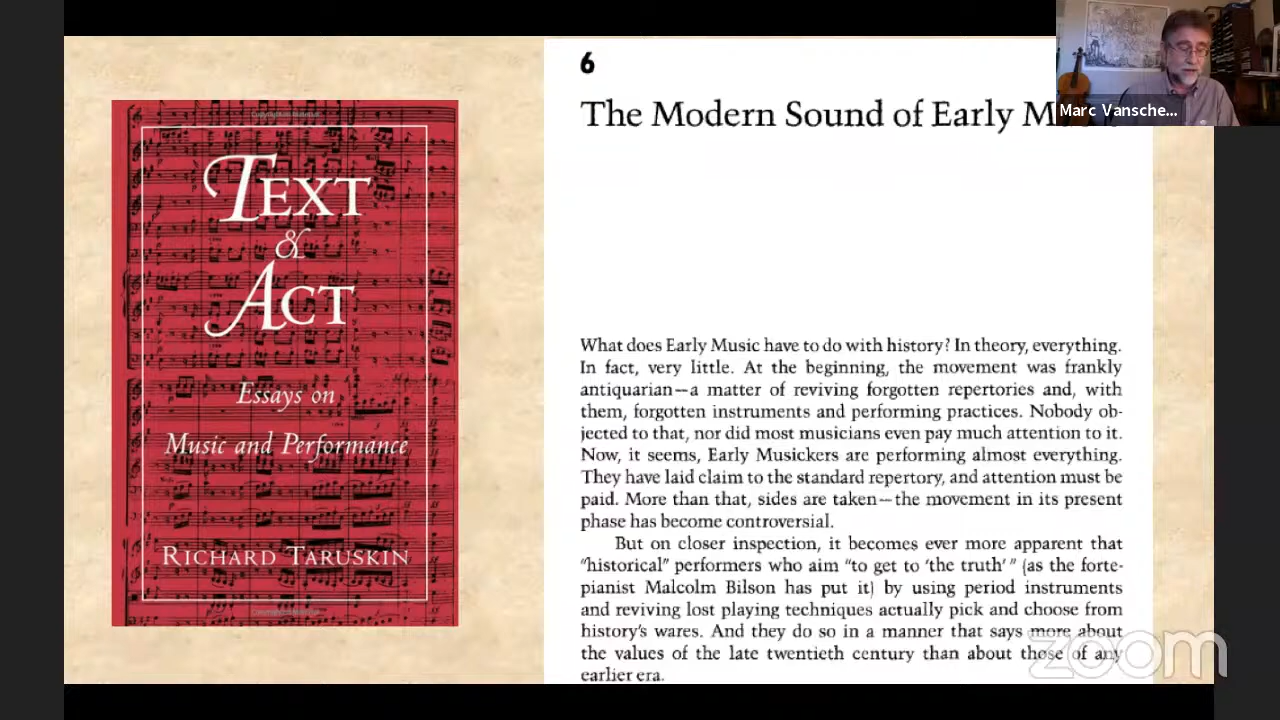 6
The Modern Sound of Early M
Marc Vansche...
Copyrighted Material
TEXT
&
ACT
Essays on
Music and Performance
RICHARD TARUSKIN
Copyrighted Material
What does Early Music have to do with history? In theory, everything.
In fact, very little. At the beginning, the movement was frankly
antiquarian—a matter of reviving forgotten repertories and, with
them, forgotten instruments and performing practices. Nobody ob-
jected to that, nor did most musicians even pay much attention to it.
Now, it seems, Early Musickers are performing almost everything.
They have laid claim to the standard repertory, and attention must be
paid. More than that, sides are taken—the movement in its present
phase has become controversial.
But on closer inspection, it becomes ever more apparent that
"historical" performers who aim "to get to 'the truth'" (as the forte-
pianist Malcolm Bilson has put it) by using period instruments
and reviving lost playing techniques actually pick and choose from
history's wares. And they do so in a manner that says more about
the values of the late twentieth century than about those of any
earlier era.
zoom